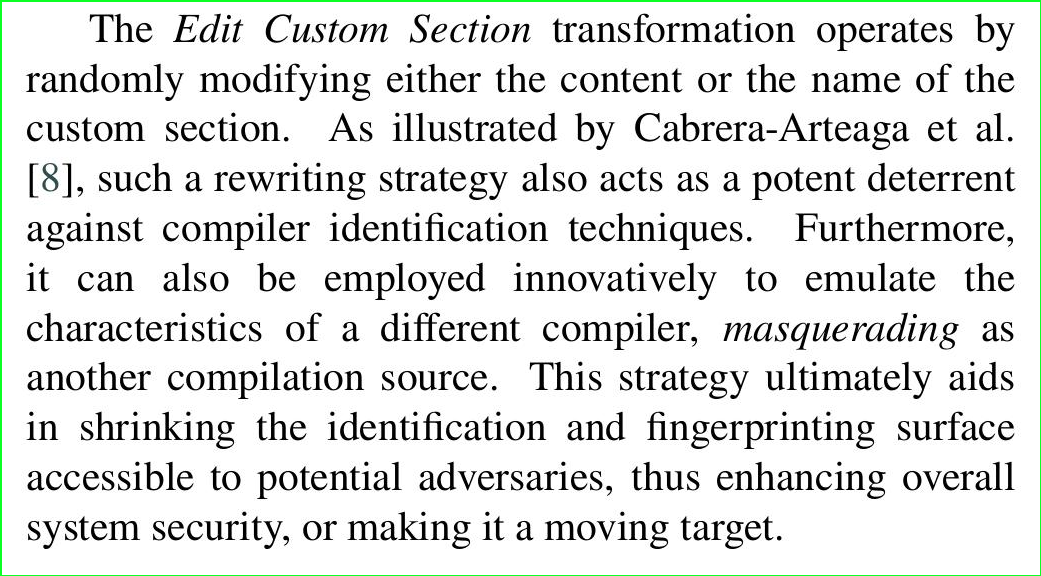 The Edit Custom Section transformation operates by
randomly modifying either the content or the name of the
custom section. As illustrated by Cabrera-Arteaga et al.
[8], such a rewriting strategy also acts as a potent deterrent
against compiler identification techniques. Furthermore,
it can also be employed innovatively to emulate the
characteristics of a different compiler, masquerading as
another compilation source. This strategy ultimately aids
in shrinking the identification and fingerprinting surface
accessible to potential adversaries, thus enhancing overall
system security, or making it a moving target.